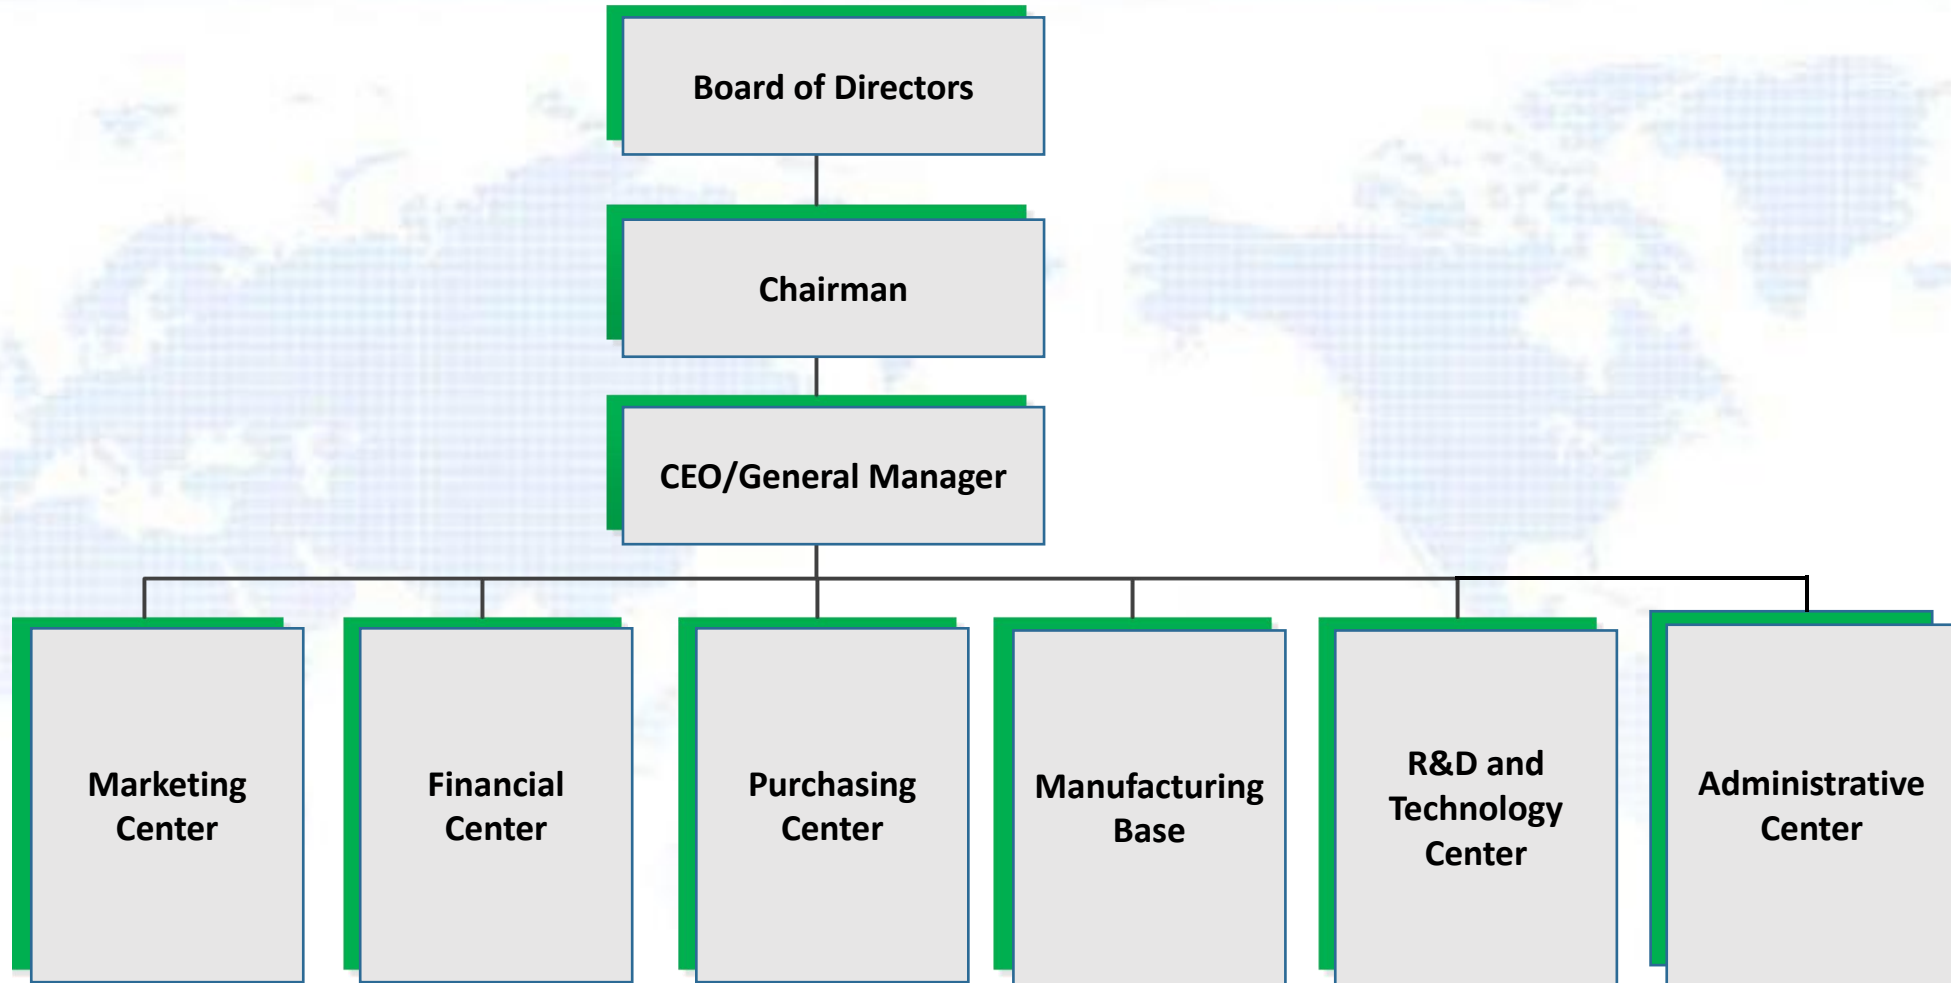 Board of Directors
Chairman
CEO/General Manager
Marketing
Center
Financial
Center
Purchasing
Center
Manufacturing
Base
R&D and
Technology
Center
Administrative
Center